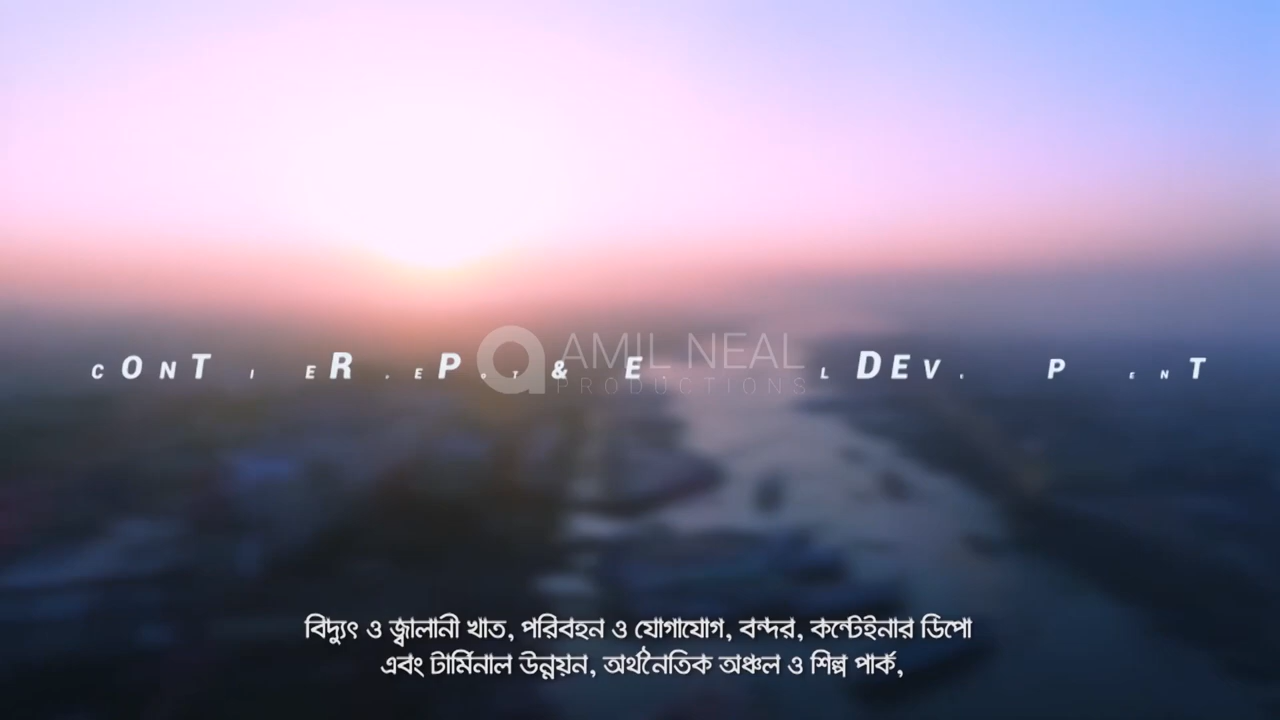 AMIL NEAL
PRODUCTIONS
বিদ্যুৎ ও জ্বালানী খাত, পরিবহন ও যোগাযোগ, বন্দর, কন্টেইনার ডিপো
এবং টার্মিনাল উন্নয়ন, অর্থনৈতিক অঞ্চল ও শিল্প পার্ক,